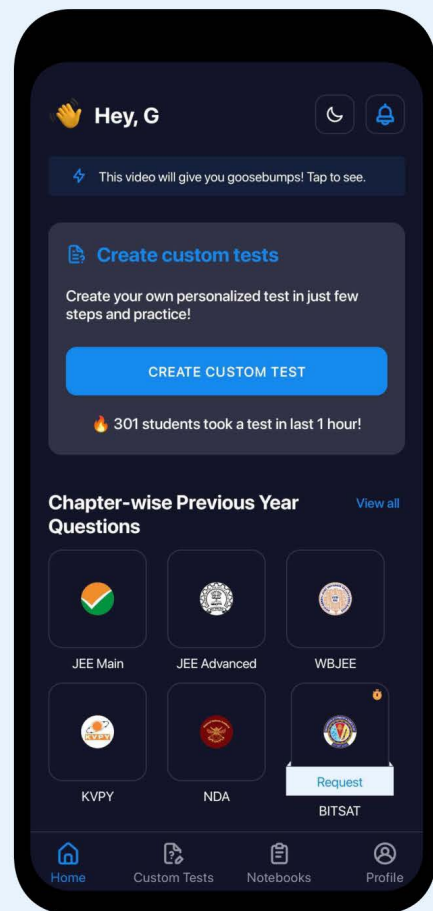 Hey, G
This video will give you goosebumps! Tap to see.
Create custom tests
Create your own personalized test in just few
steps and practice!
CREATE CUSTOM TEST
🔥 301 students took a test in last 1 hour!
Chapter-wise Previous Year
Questions
View all
JEE Main
JEE Advanced
WBJEE
KVPY
Request
KVPY
NDA
BITSAT
Home
Custom Tests
Notebooks
Profile